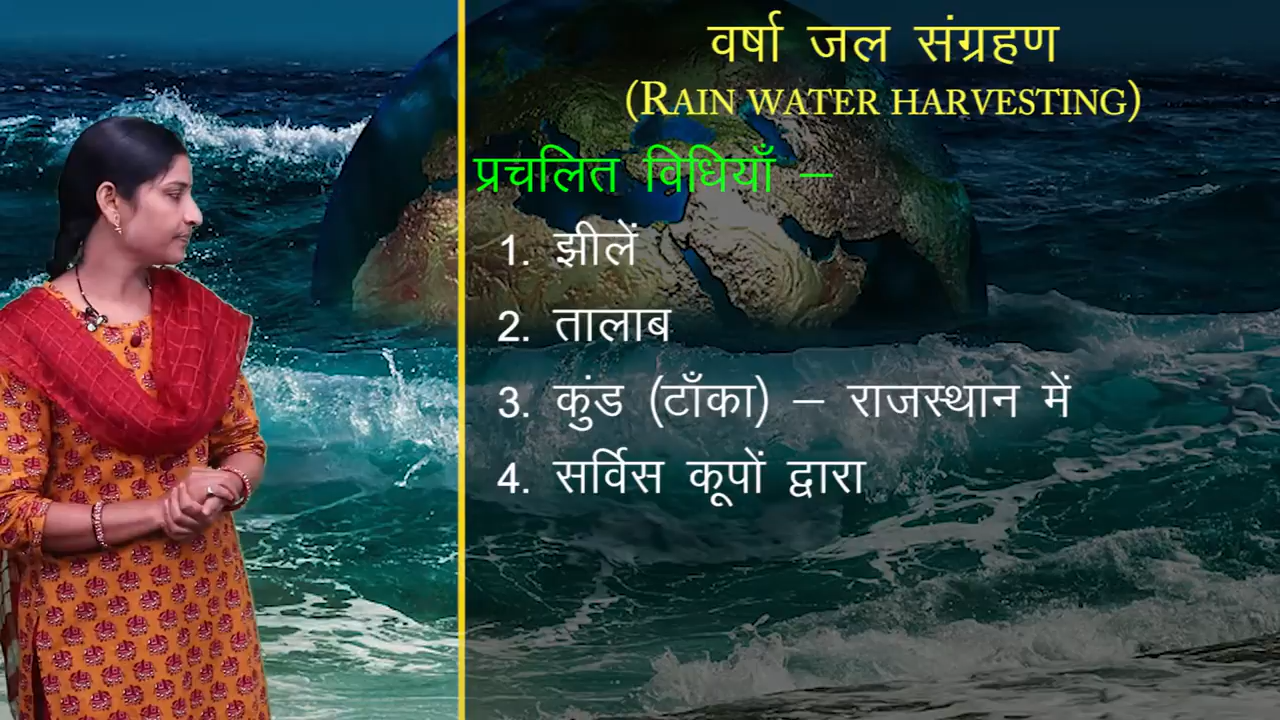 वर्षा जल संग्रहण
(RAIN WATER HARVESTING)
प्रचलित विधियाँ –
1. झीलें
2. तालाब
3. कुंड (टाँका) – राजस्थान में
4. सर्विस कूपों द्वारा